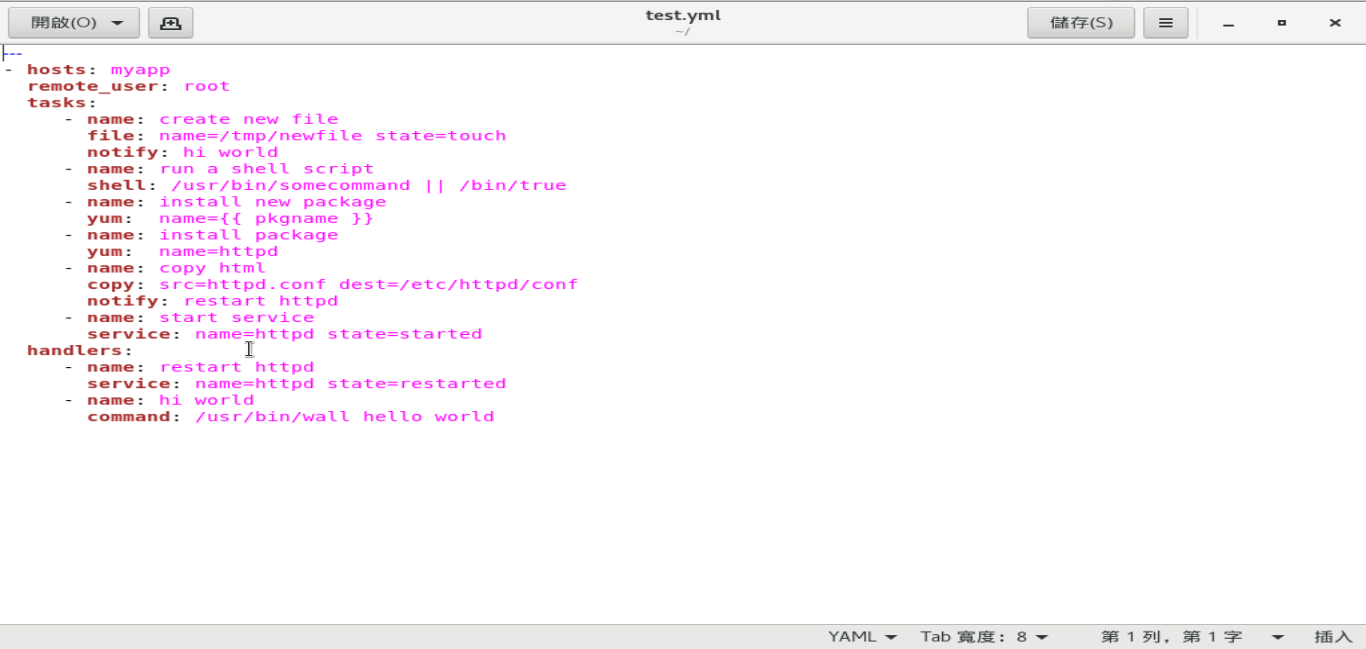 開啟(O)
test.yml
~/
儲存(S)
---
- hosts: myapp
  remote_user: root
  tasks:
     - name: create new file
       file: name=/tmp/newfile state=touch
       notify: hi world
     - name: run a shell script
       shell: /usr/bin/somecommand || /bin/true
     - name: install new package
       yum:  name={{ pkgname }}
     - name: install package
       yum:  name=httpd
     - name: copy html
       copy: src=httpd.conf dest=/etc/httpd/conf
       notify: restart httpd
     - name: start service
       service: name=httpd state=started
  handlers:
     - name: restart httpd
       service: name=httpd state=restarted
     - name: hi world
       command: /usr/bin/wall hello world
YAML
Tab 寬度: 8
第 1 列, 第 1 字
插入